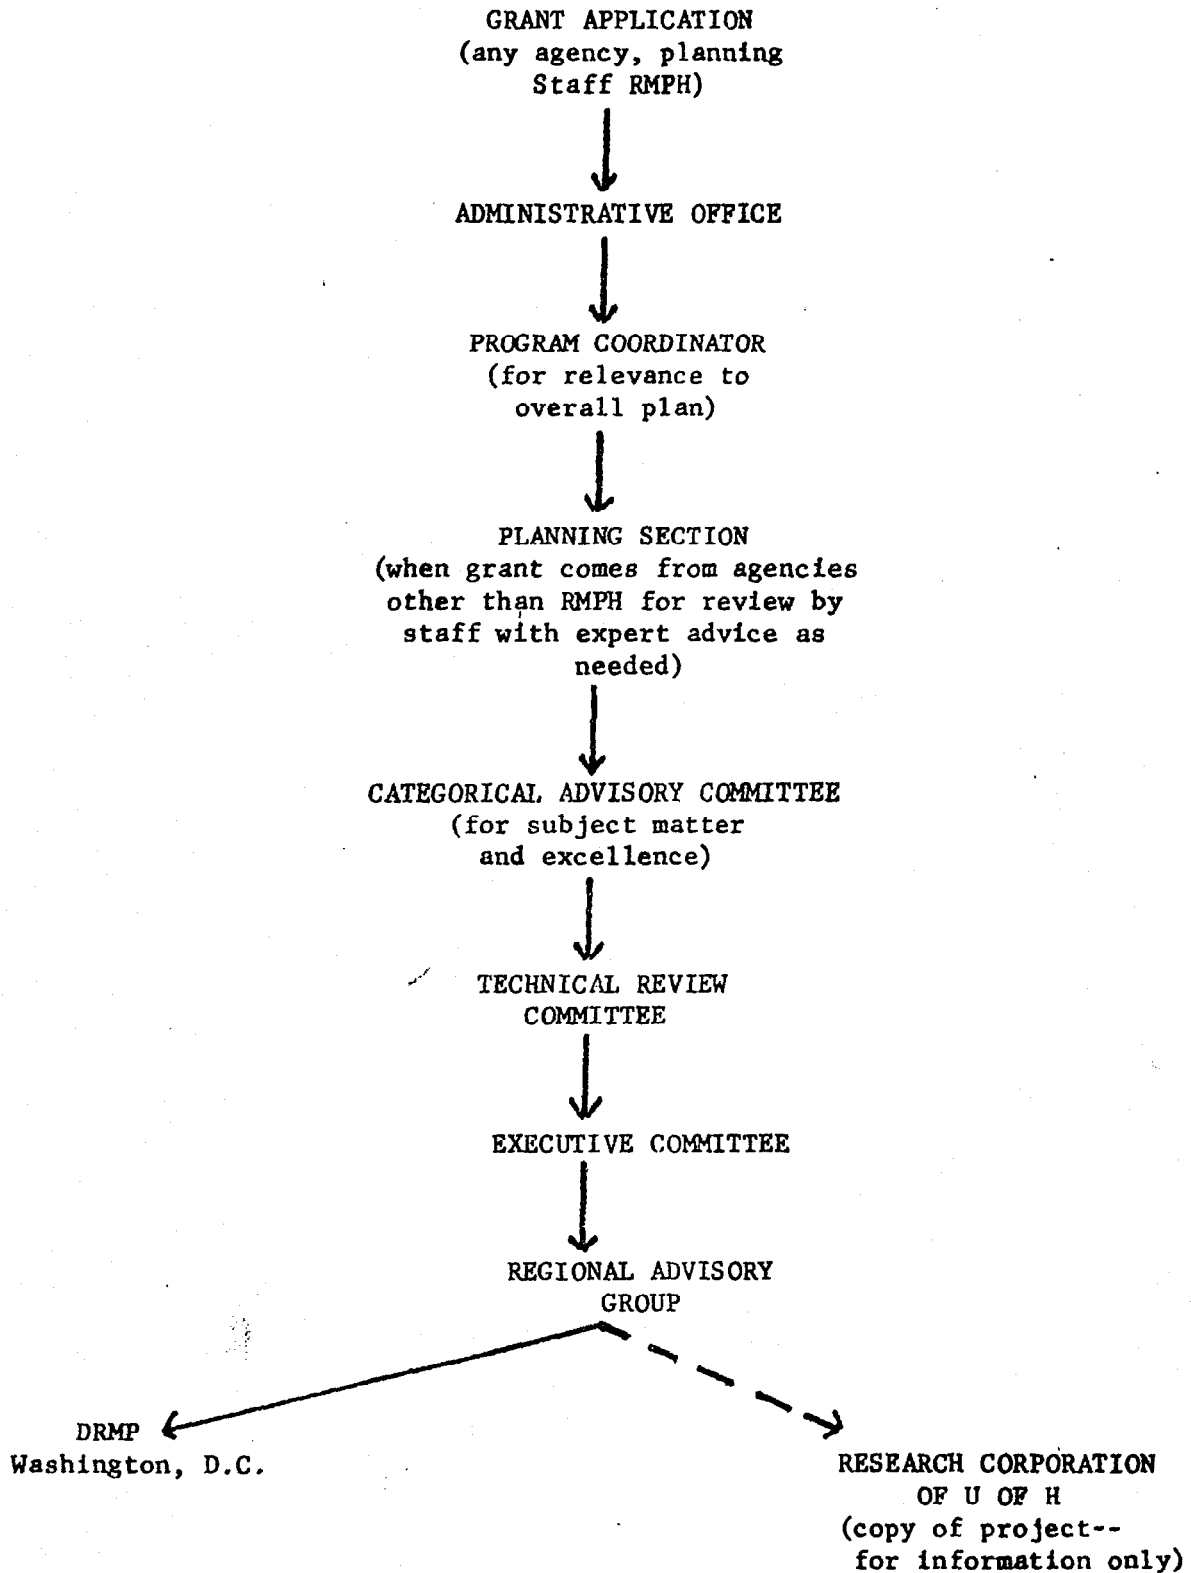 GRANT APPLICATION
(any agency, planning
Staff RMPH)
ADMINISTRATIVE OFFICE
PROGRAM COORDINATOR
(for relevance to
overall plan)
PLANNING SECTION
(when grant comes from agencies
other than RMPH for review by
staff with expert advice as
needed)
CATEGORICAL ADVISORY COMMITTEE
(for subject matter
and excellence)
TECHNICAL REVIEW
COMMITTEE
EXECUTIVE COMMITTEE
REGIONAL ADVISORY
GROUP
DRMP
Washington, D.C.
RESEARCH CORPORATION
OF U OF H
(copy of project--
for information only)